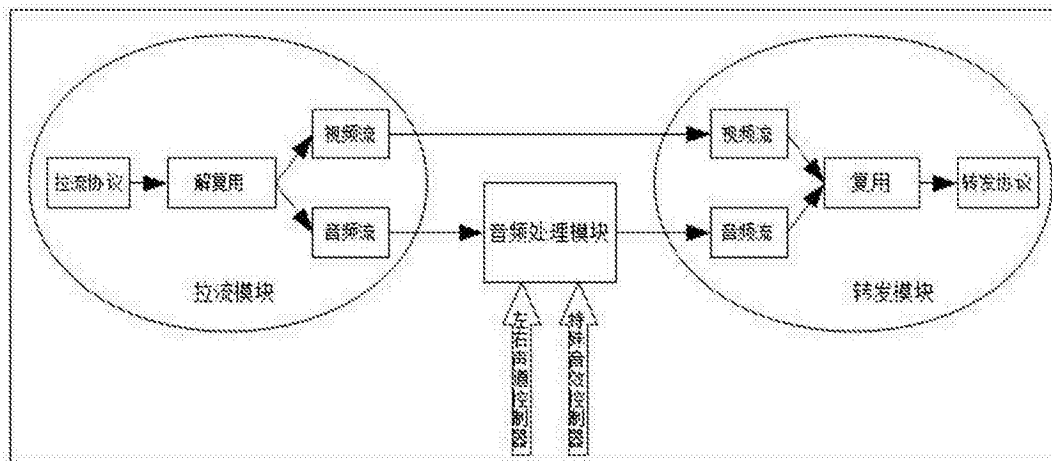 视频流
视频流
拉流协议
解复用
复用
转发协议
音频流
音频处理模块
音频流
拉流模块
转发模块
左右声道控制器
特殊音效控制器